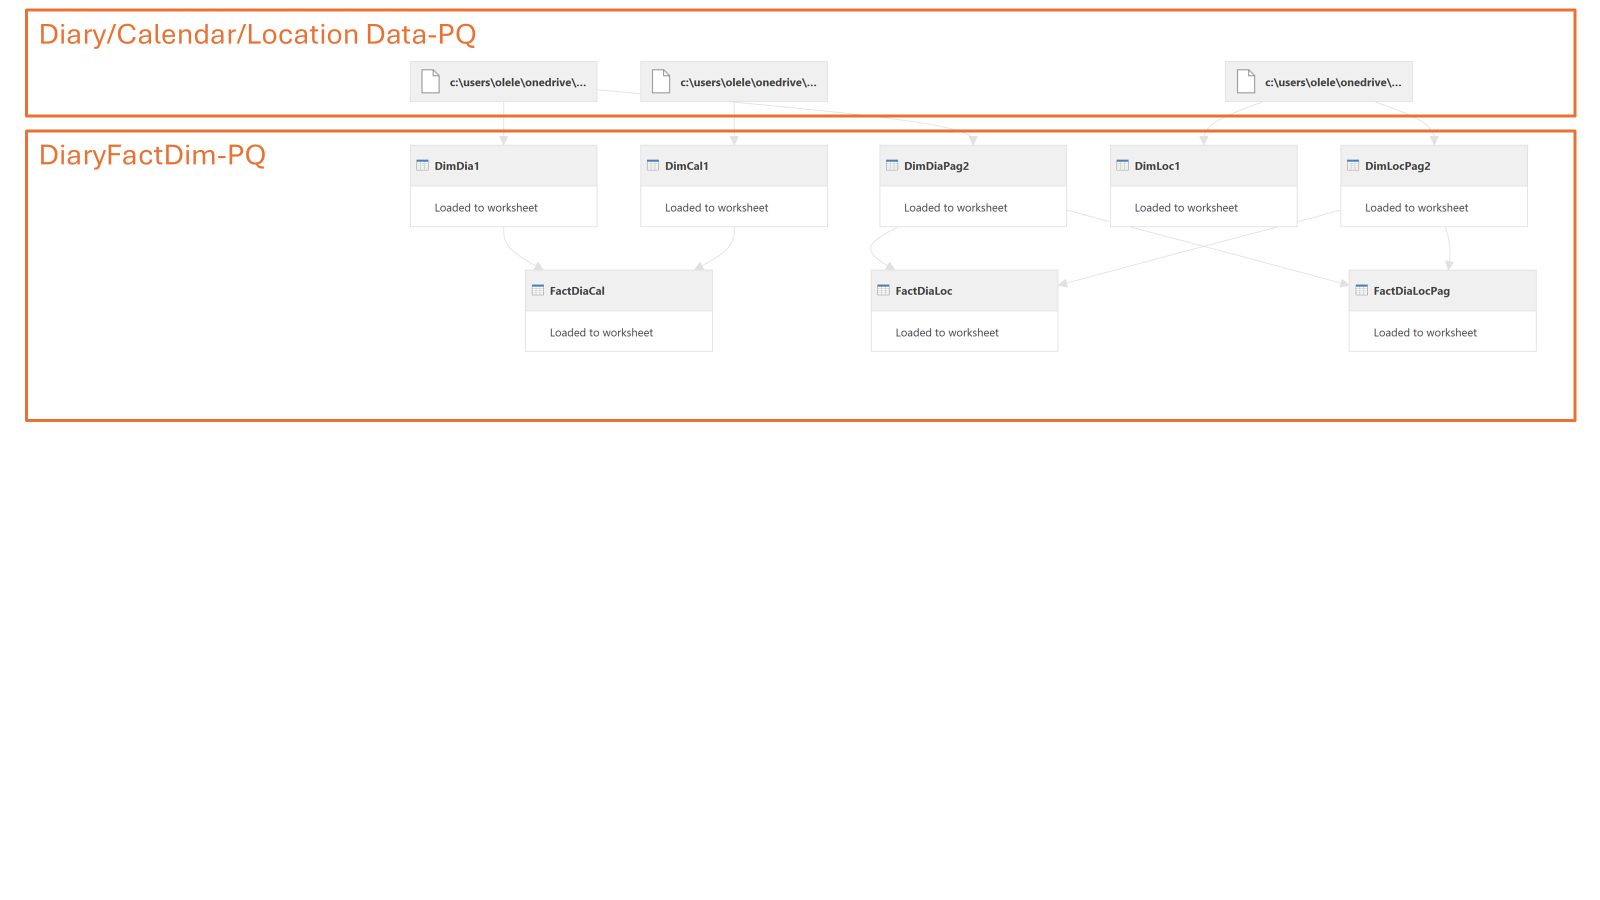 Diary/Calendar/Location Data-PQ
c:\users\olele\onedrive\...
c:\users\olele\onedrive\...
c:\users\olele\onedrive\...
DiaryFactDim-PQ
DimDia1
DimCal1
DimDiaPag2
DimLoc1
DimLocPag2
Loaded to worksheet
Loaded to worksheet
Loaded to worksheet
Loaded to worksheet
Loaded to worksheet
FactDiaCal
FactDiaLoc
FactDiaLocPag
Loaded to worksheet
Loaded to worksheet
Loaded to worksheet